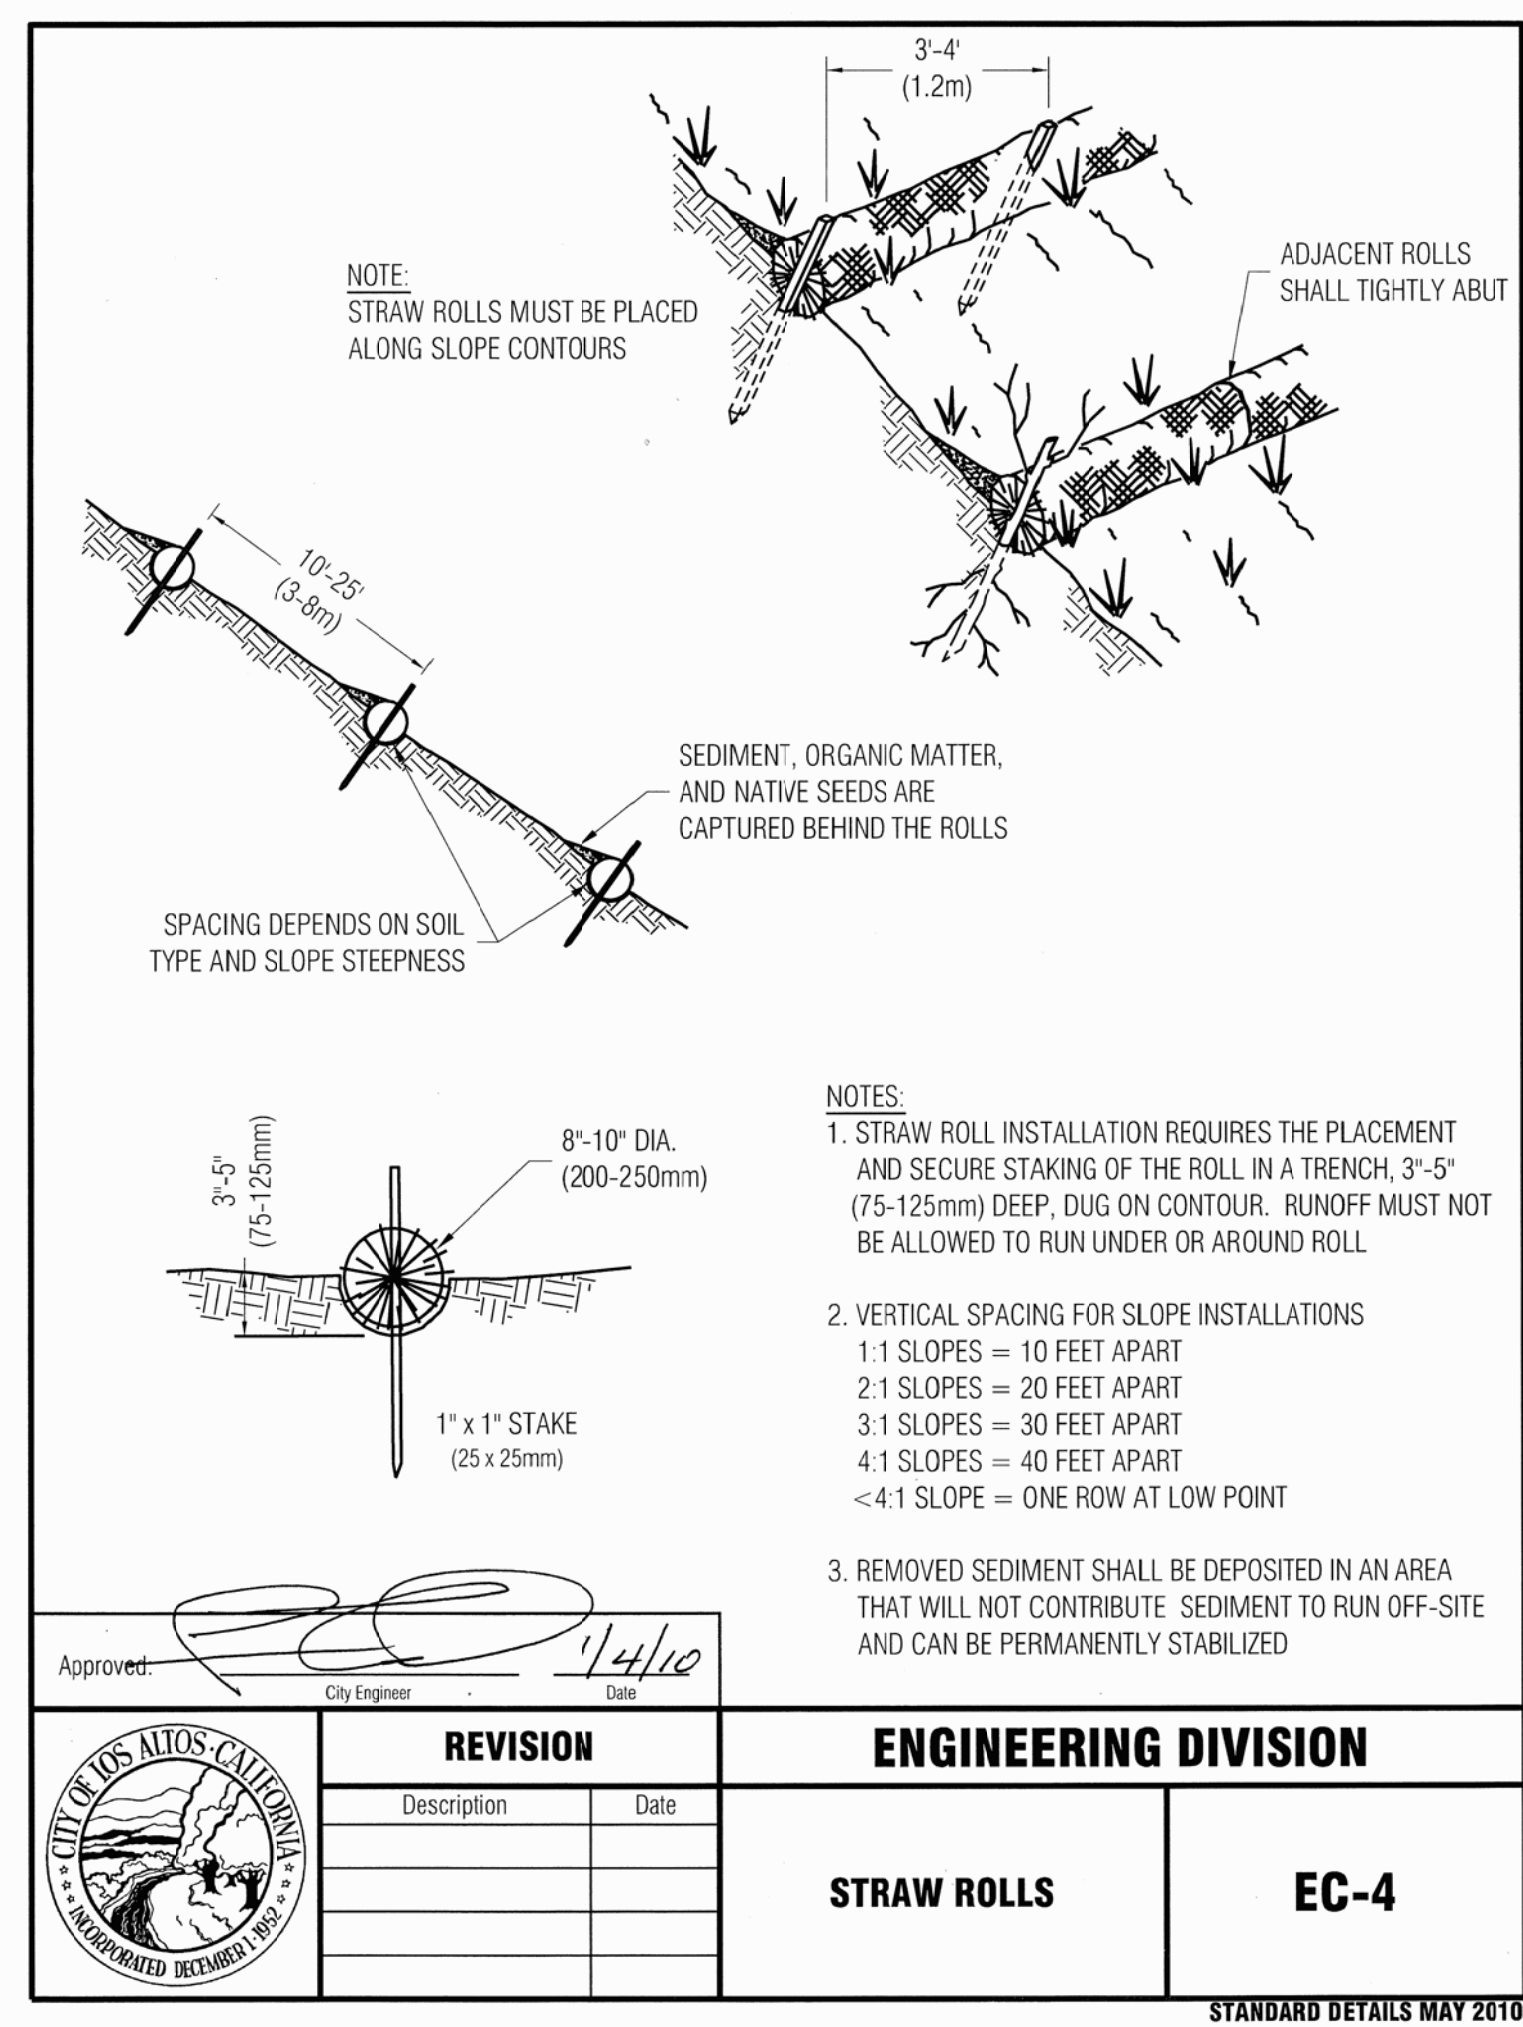 3'-4'
(1.2m)
NOTE:
STRAW ROLLS MUST BE PLACED
ALONG SLOPE CONTOURS
ADJACENT ROLLS
SHALL TIGHTLY ABUT
10'-25'
(3-8m)
SEDIMENT, ORGANIC MATTER,
AND NATIVE SEEDS ARE
CAPTURED BEHIND THE ROLLS
SPACING DEPENDS ON SOIL
TYPE AND SLOPE STEEPNESS
3"-5"
(75-125mm)
8"-10" DIA.
(200-250mm)
1" x 1" STAKE
(25 x 25mm)
NOTES:
1. STRAW ROLL INSTALLATION REQUIRES THE PLACEMENT
AND SECURE STAKING OF THE ROLL IN A TRENCH, 3"-5"
(75-125mm) DEEP, DUG ON CONTOUR. RUNOFF MUST NOT
BE ALLOWED TO RUN UNDER OR AROUND ROLL
2. VERTICAL SPACING FOR SLOPE INSTALLATIONS
1:1 SLOPES = 10 FEET APART
2:1 SLOPES = 20 FEET APART
3:1 SLOPES = 30 FEET APART
4:1 SLOPES = 40 FEET APART
<4:1 SLOPE = ONE ROW AT LOW POINT
3. REMOVED SEDIMENT SHALL BE DEPOSITED IN AN AREA
THAT WILL NOT CONTRIBUTE SEDIMENT TO RUN OFF-SITE
AND CAN BE PERMANENTLY STABILIZED
Approved:
1/4/10
City Engineer
Date
CITY OF LOS ALTOS · CALIFORNIA
INCORPORATED DECEMBER 1·1952
REVISION
Description Date
ENGINEERING DIVISION
STRAW ROLLS
EC-4
STANDARD DETAILS MAY 2010